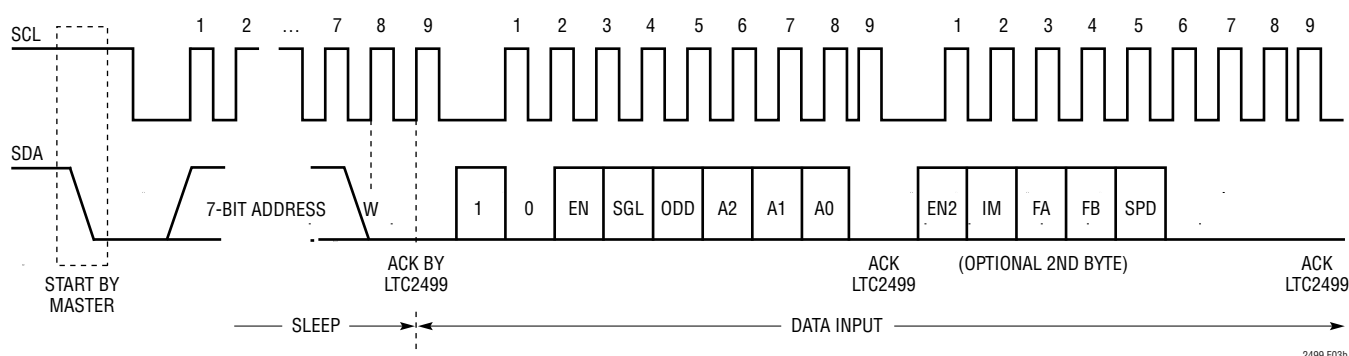 SCL
1 2 … 7 8 9 1 2 3 4 5 6 7 8 9 1 2 3 4 5 6 7 8 9
SDA
7-BIT ADDRESS W 1 0 EN SGL ODD A2 A1 A0 EN2 IM FA FB SPD
START BY
MASTER
ACK BY
LTC2499
ACK
LTC2499
(OPTIONAL 2ND BYTE)
ACK
LTC2499
SLEEP
DATA INPUT
2499 F03b